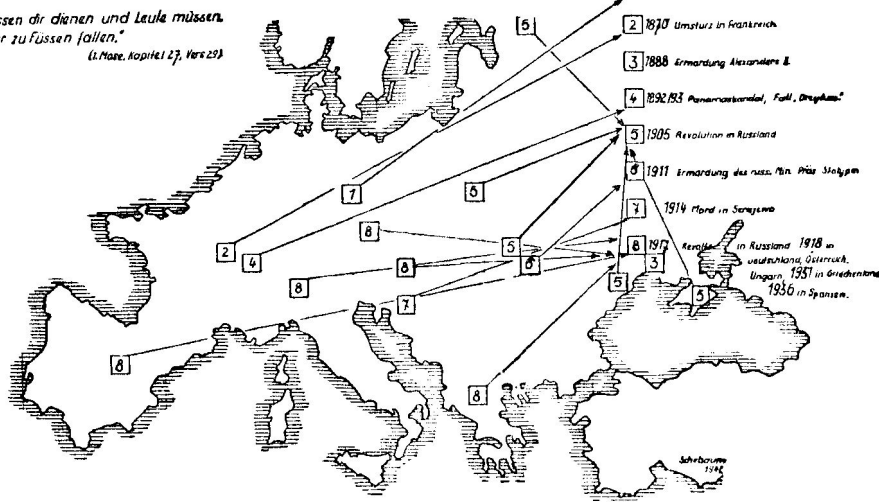 ssen dir dienen und Leute müssen
r zu Füssen fallen."
(1. Mose, Kapitel 27, Vers 29)
5
2 1870 Umsturz in Frankreich
3 1888 Ermordung Alexanders II
4 1892/93 Panamaskandal, Fall „Dreyfuss"
5 1905 Revolution in Russland
6 1911 Ermordung des russ. Min. Präs Stolypin
7 1914 Mord in Serajewo
8 1917 in Russland 1918 in
Deutschland, Österreich,
Ungarn, 1931 in Griechenland
1936 in Spanien.
1
5
8
2
4
5
8
6
3
8
7
5
5
8
8
1942